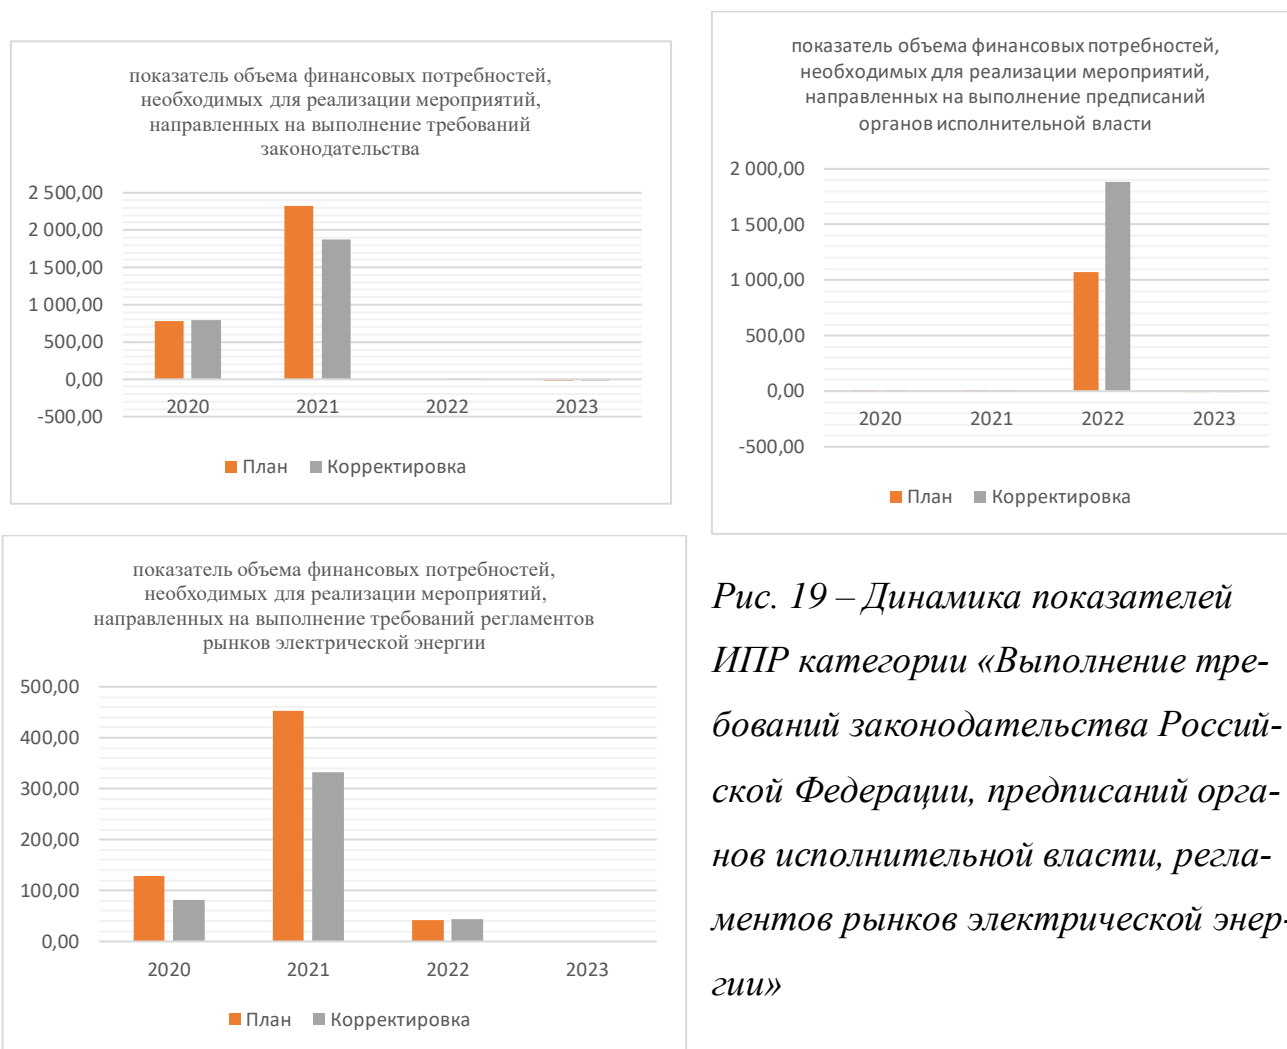 показатель объема финансовых потребностей,
необходимых для реализации мероприятий,
направленных на выполнение требований
законодательства
2 500,00
2 000,00
1 500,00
1 000,00
500,00
0,00
-500,00
2020 2021 2022 2023
План Корректировка
показатель объема финансовых потребностей,
необходимых для реализации мероприятий,
направленных на выполнение предписаний
органов исполнительной власти
2 000,00
1 500,00
1 000,00
500,00
0,00
-500,00
2020 2021 2022 2023
План Корректировка
показатель объема финансовых потребностей,
необходимых для реализации мероприятий,
направленных на выполнение требований регламентов
рынков электрической энергии
500,00
400,00
300,00
200,00
100,00
0,00
2020 2021 2022 2023
План Корректировка
Рис. 19 – Динамика показателей
ИПР категории «Выполнение тре-
бований законодательства Россий-
ской Федерации, предписаний орга-
нов исполнительной власти, регла-
ментов рынков электрической энер-
гии»